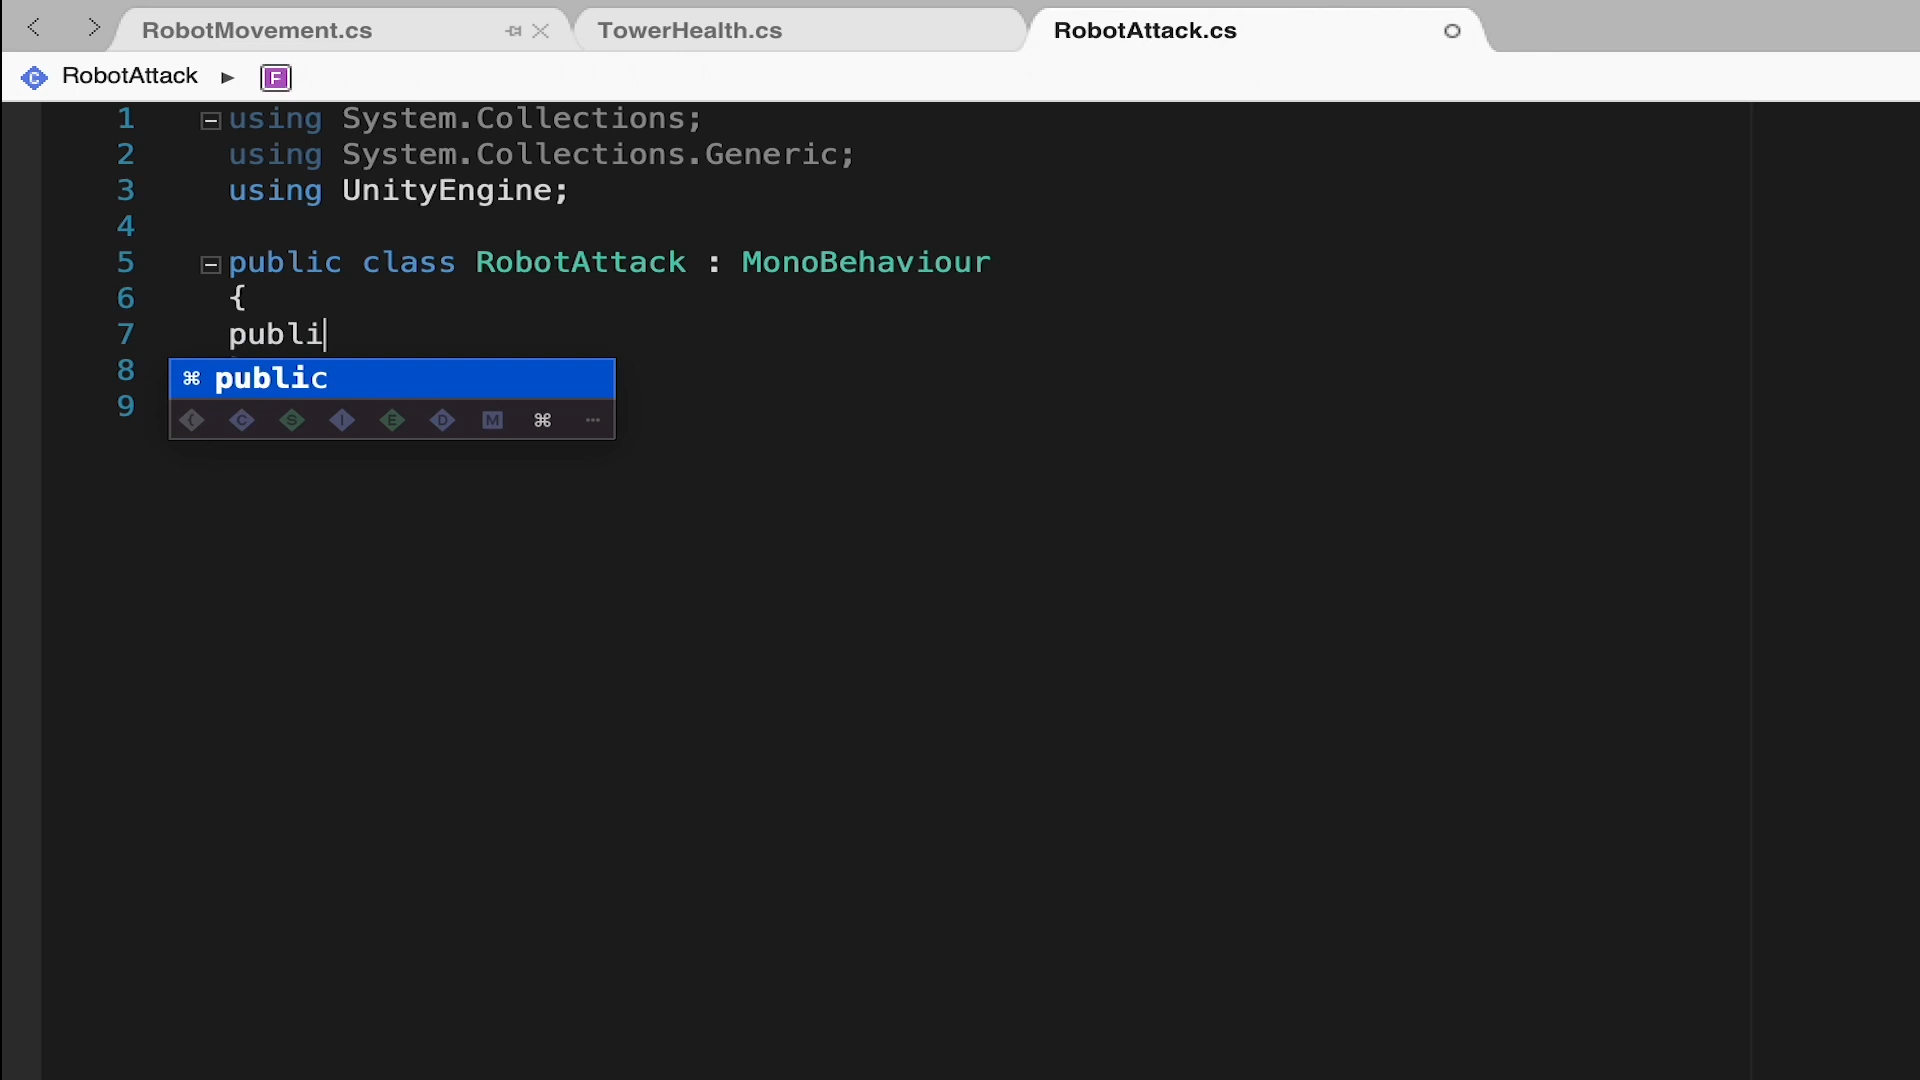 RobotMovement.cs TowerHealth.cs RobotAttack.cs
C RobotAttack ▶ F
1 using System.Collections;
2 using System.Collections.Generic;
3 using UnityEngine;
4
5 public class RobotAttack : MonoBehaviour
6 {
7 publi
8 ⌘ public
{ C S I E D M ⌘ ···
9